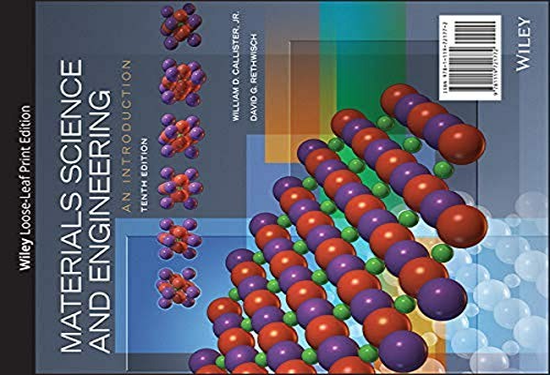 Wiley Loose-Leaf Print Edition
MATERIALS SCIENCE
AND ENGINEERING
AN INTRODUCTION
TENTH EDITION
WILLIAM D. CALLISTER, JR.
DAVID G. RETHWISCH
WILEY